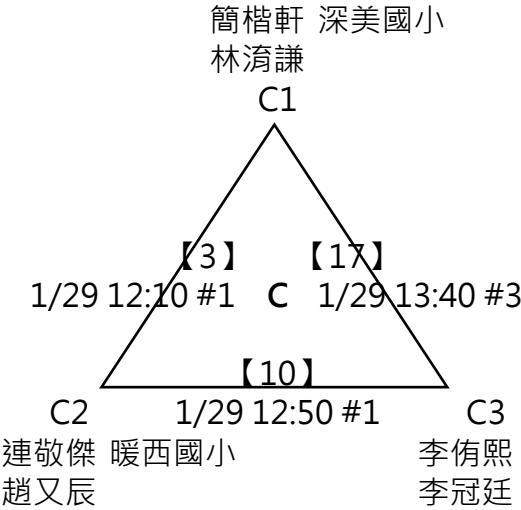 簡楷軒 深美國小
林淯謙
C1
【3】 【17】
1/29 12:10 #1 C 1/29 13:40 #3
【10】
C2 1/29 12:50 #1 C3
連敬傑 暖西國小 李侑熙
趙又辰 李冠廷